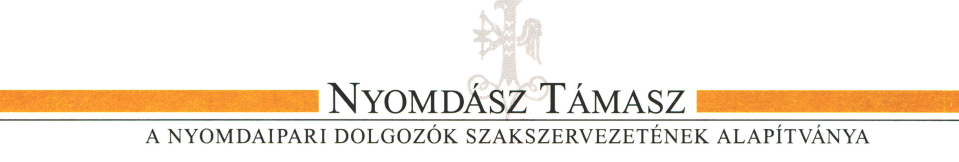 NYOMDÁSZ TÁMASZ
A NYOMDAIPARI DOLGOZÓK SZAKSZERVEZETÉNEK ALAPÍTVÁNYA